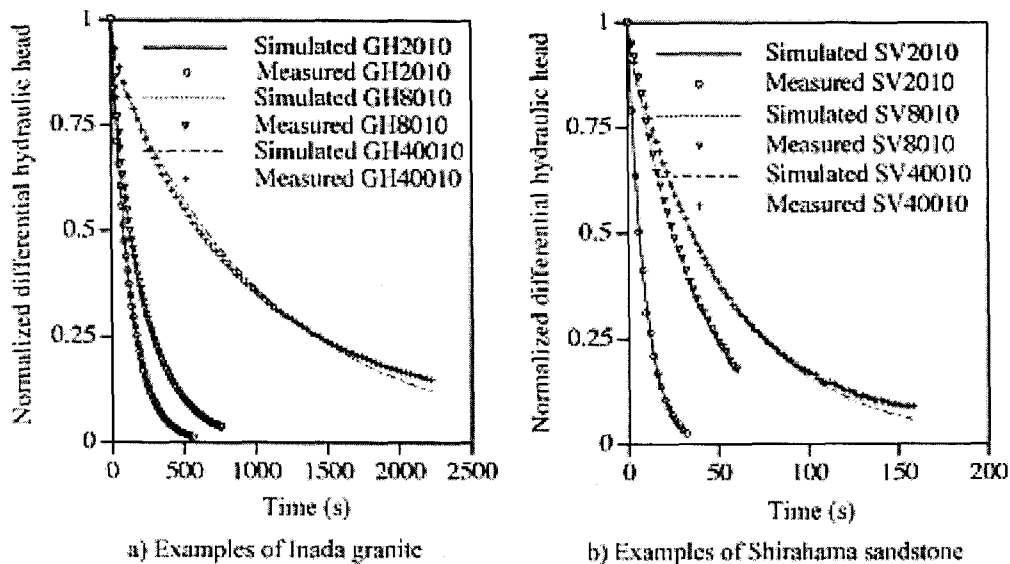 Normalized differential hydraulic head
1
0.75
0.5
0.25
0
Simulated GH2010
Measured GH2010
Simulated GH8010
Measured GH8010
Simulated GH40010
Measured GH40010
0 500 1000 1500 2000 2500
Time (s)
a) Examples of Inada granite
Normalized differential hydraulic head
1
0.75
0.5
0.25
0
Simulated SV2010
Measured SV2010
Simulated SV8010
Measured SV8010
Simulated SV40010
Measured SV40010
0 50 100 150 200
Time (s)
b) Examples of Shirahama sandstone